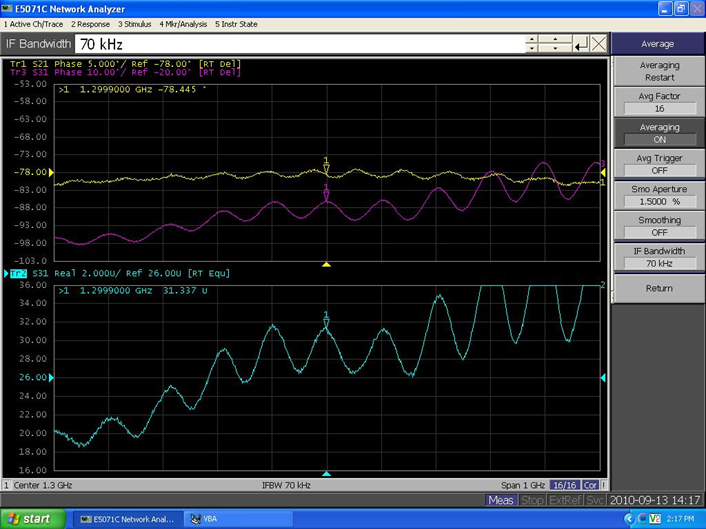 E5071C Network Analyzer
1 Active Ch/Trace 2 Response 3 Stimulus 4 Mkr/Analysis 5 Instr State
IF Bandwidth 70 kHz
Tr1 S21 Phase 5.000°/ Ref -78.00° [RT Del]
Tr3 S31 Phase 10.00°/ Ref -20.00° [RT Del]
>1 1.2999000 GHz -78.445 °
-53.00
-58.00
-63.00
-68.00
-73.00
-78.00
-83.00
-88.00
-93.00
-98.00
-103.0
1
1
3
1
Tr2 S31 Real 2.000U/ Ref 26.00U [RT Equ]
>1 1.2999000 GHz 31.337 U
36.00
34.00
32.00
30.00
28.00
26.00
24.00
22.00
20.00
18.00
16.00
1
2
1 Center 1.3 GHz IFBW 70 kHz Span 1 GHz 16/16 Cor !
Meas Stop ExtRef Svc 2010-09-13 14:17
Average
Averaging Restart
Avg Factor
16
Averaging
ON
Avg Trigger
OFF
Smo Aperture
1.5000 %
Smoothing
OFF
IF Bandwidth
70 kHz
Return
start E5071C Network Anal... VBA 2:17 PM